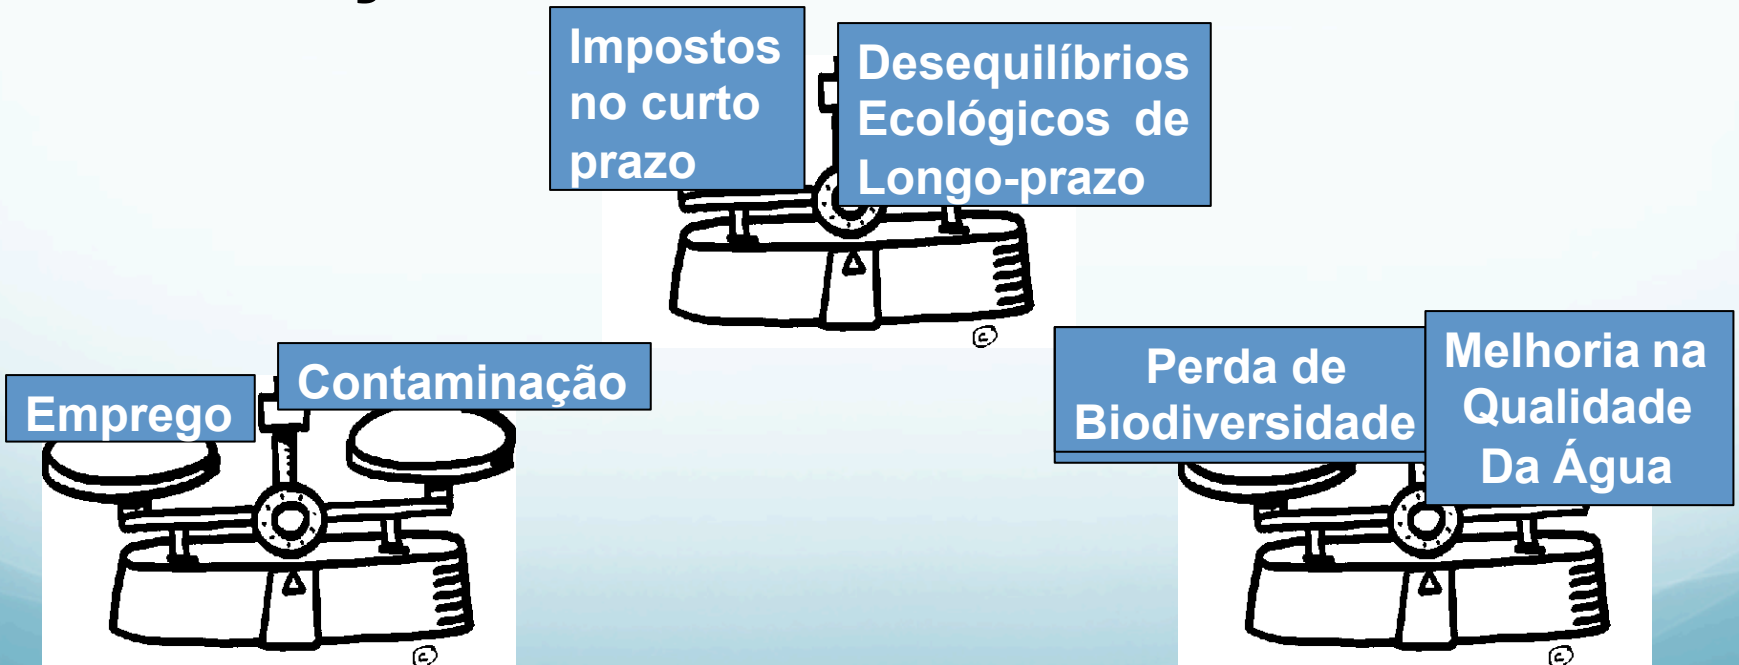 Impostos
no curto
prazo
Desequilíbrios
Ecológicos de
Longo-prazo
Emprego
Contaminação
Perda de
Biodiversidade
Melhoria na
Qualidade
Da Água